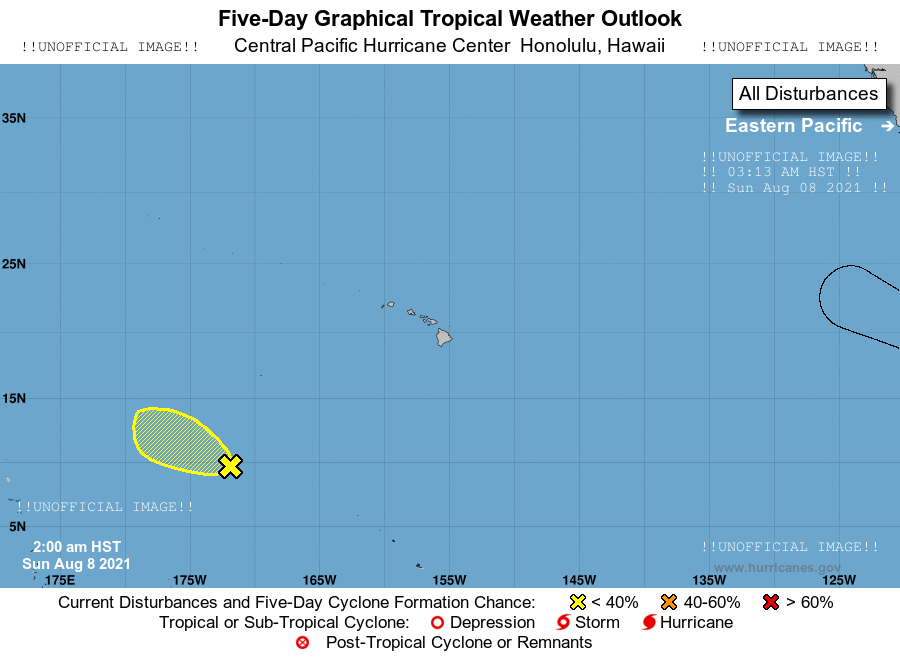 Five-Day Graphical Tropical Weather Outlook
!!UNOFFICIAL IMAGE!! Central Pacific Hurricane Center Honolulu, Hawaii !!UNOFFICIAL IMAGE!!
All Disturbances
35N
Eastern Pacific →
!!UNOFFICIAL IMAGE!!
!! 03:13 AM HST !!
!! Sun Aug 08 2021 !!
25N
15N
!!UNOFFICIAL IMAGE!!
5N
2:00 am HST
Sun Aug 8 2021
!!UNOFFICIAL IMAGE!!
www.hurricanes.gov
175E 175W 165W 155W 145W 135W 125W
Current Disturbances and Five-Day Cyclone Formation Chance: < 40% 40-60% > 60%
Tropical or Sub-Tropical Cyclone: Depression Storm Hurricane
Post-Tropical Cyclone or Remnants